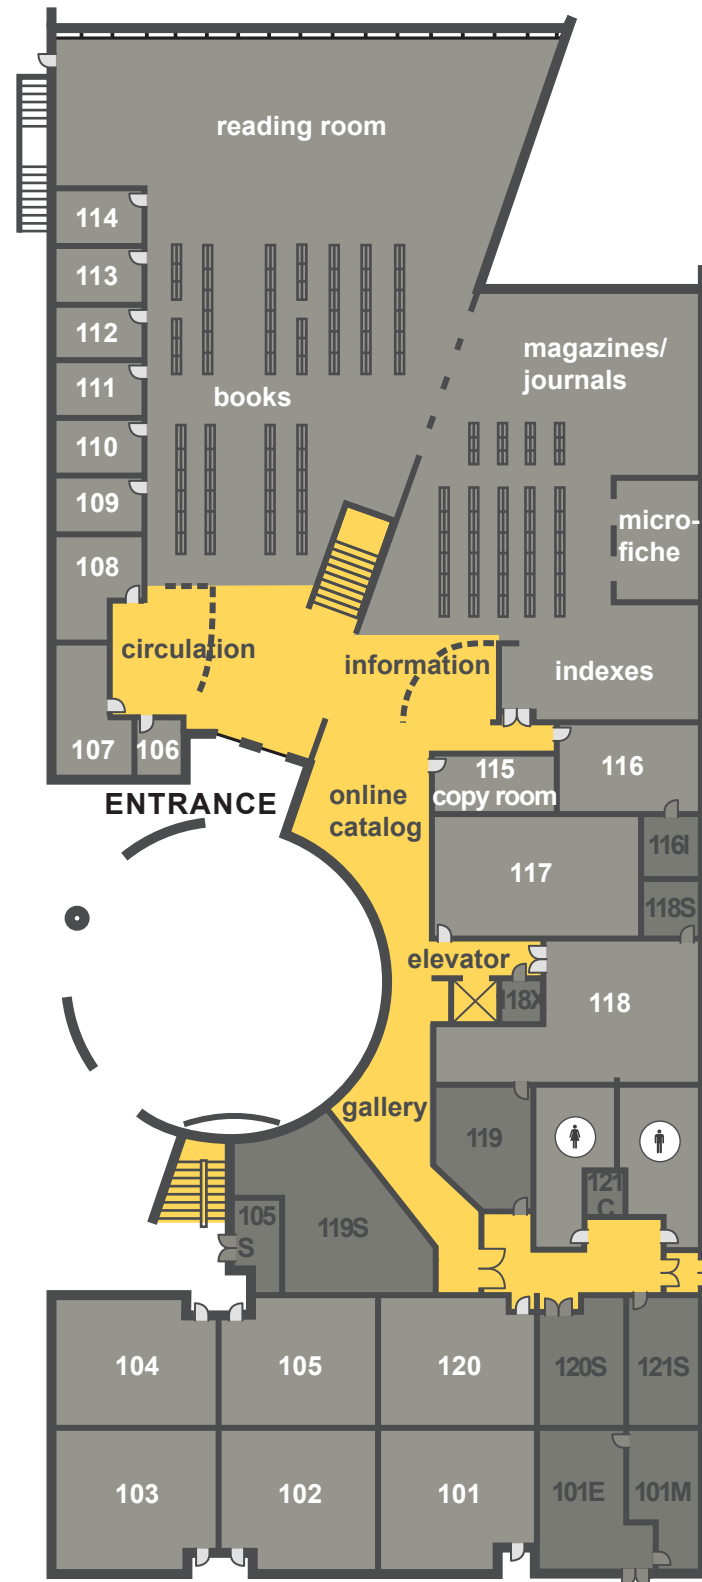 reading room
114
113
112
111
110
109
108
books
magazines/
journals
micro-
fiche
circulation
information
indexes
107
106
ENTRANCE
online
catalog
115
copy room
116
116I
117
118S
elevator
118X
118
gallery
119
121
C
105
S
119S
104
105
120
120S
121S
103
102
101
101E
101M